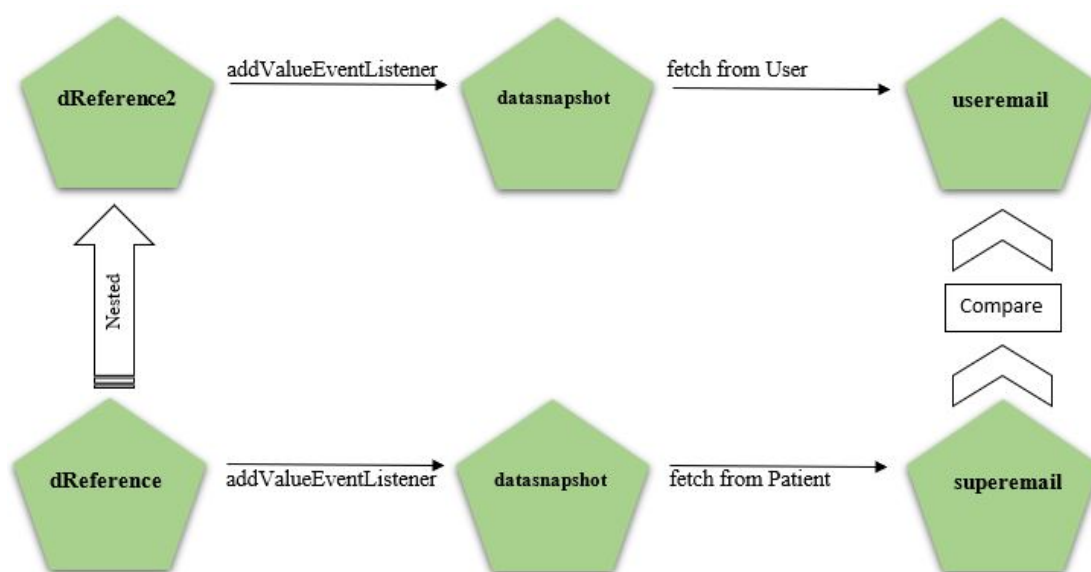 addValueEventListener
fetch from User
dReference2
datasnapshot
useremail
Nested
Compare
dReference
addValueEventListener
datasnapshot
fetch from Patient
superemail